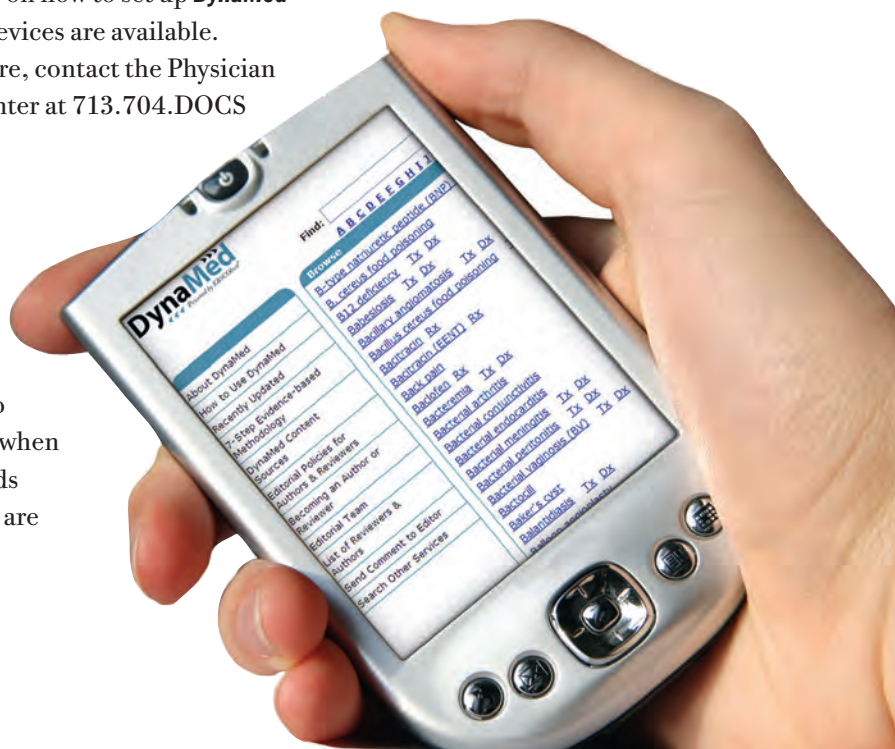 on how to set up DynaMed
evices are available.
re, contact the Physician
nter at 713.704.DOCS
when
ds
are
DynaMed
Powered by EBSCOhost
About DynaMed
How to Use DynaMed
Recently Updated
7-Step Evidence-based
Methodology
DynaMed Content
Sources
Editorial Policies for
Authors & Reviewers
Becoming an Author or
Reviewer
Editorial Team
List of Reviewers &
Authors
Send Comment to Editor
Search Other Services
Find:
A B C D E F G H I J
Browse
B-type natriuretic peptide (BNP)
B. cereus food poisoning
B12 deficiency Tx Dx
Babesiosis Tx Dx
Bacillary angiomatosis Tx Dx
Bacillus cereus food poisoning
Bacitracin Rx
Bacitracin (EENT) Rx
Back pain
Baclofen Rx
Bacteremia Tx Dx
Bacterial arthritis
Bacterial conjunctivitis
Bacterial endocarditis Tx Dx
Bacterial meningitis Tx Dx
Bacterial peritonitis Tx Dx
Bacterial vaginosis (BV) Tx Dx
Bactocill
Baker's cyst
Balantidiasis Tx Dx
Balloon angioplasty